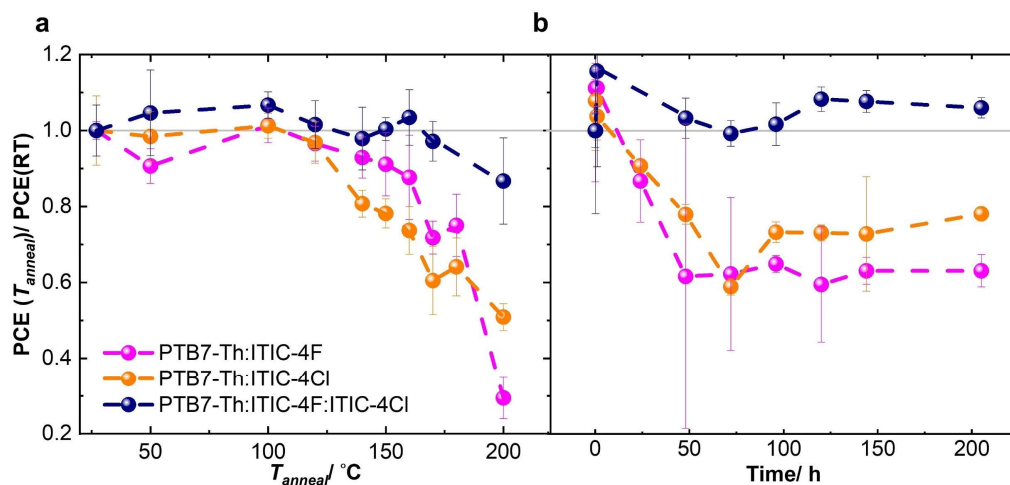 a
b
PCE (Tanneal)/ PCE(RT)
1.2
1.0
0.8
0.6
0.4
0.2
PTB7-Th:ITIC-4F
PTB7-Th:ITIC-4Cl
PTB7-Th:ITIC-4F:ITIC-4Cl
50 100 150 200
0 50 100 150 200
Tanneal/ °C
Time/ h